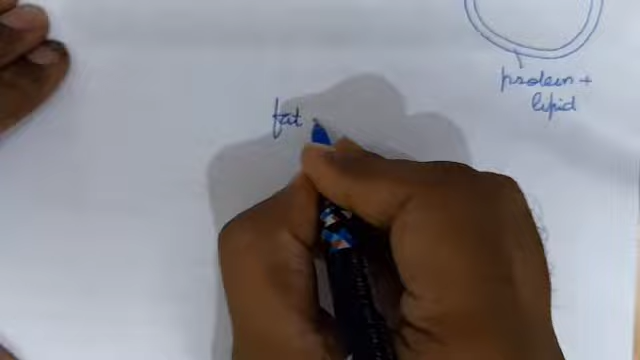 protein +
lipid
fat